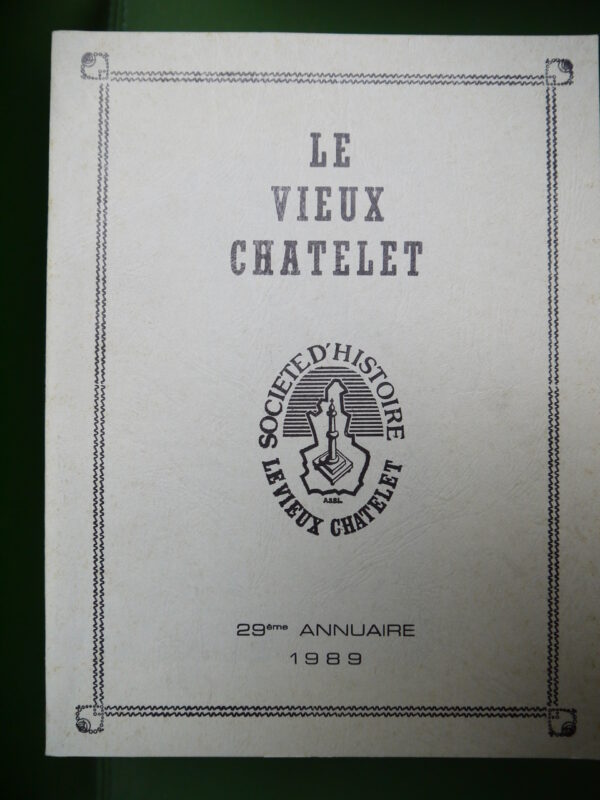 LE
VIEUX
CHATELET
SOCIETE D'HISTOIRE
A.S.B.L.
LE VIEUX CHATELET
29ème ANNUAIRE
1989